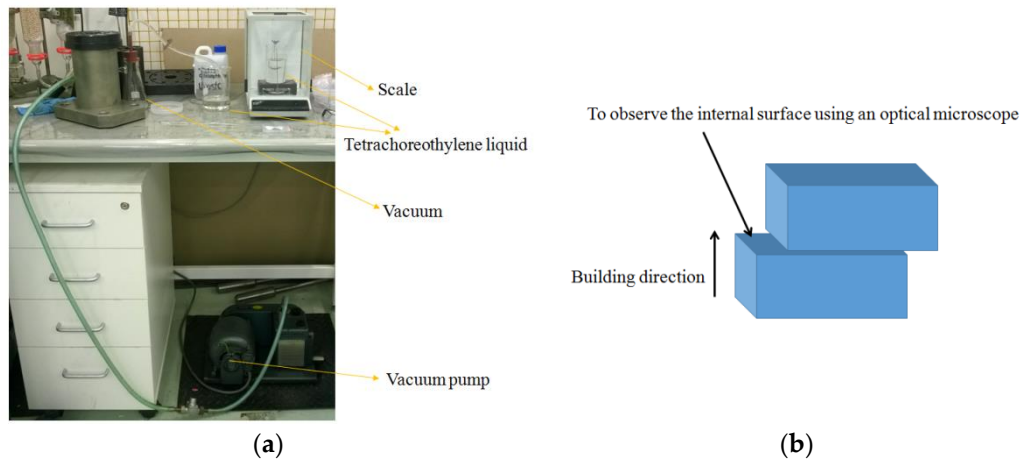 Scale
Tetrachoreothylene liquid
Vacuum
Vacuum pump
(a)
To observe the internal surface using an optical microscope
Building direction
(b)